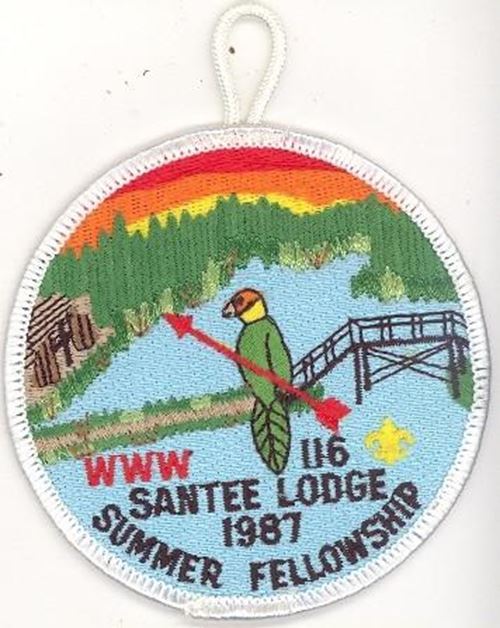 WWW 116
SANTEE LODGE
1987
SUMMER FELLOWSHIP